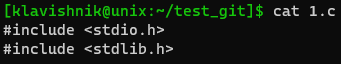 [klavishnik@unix:~/test_git]$ cat 1.c
#include <stdio.h>
#include <stdlib.h>